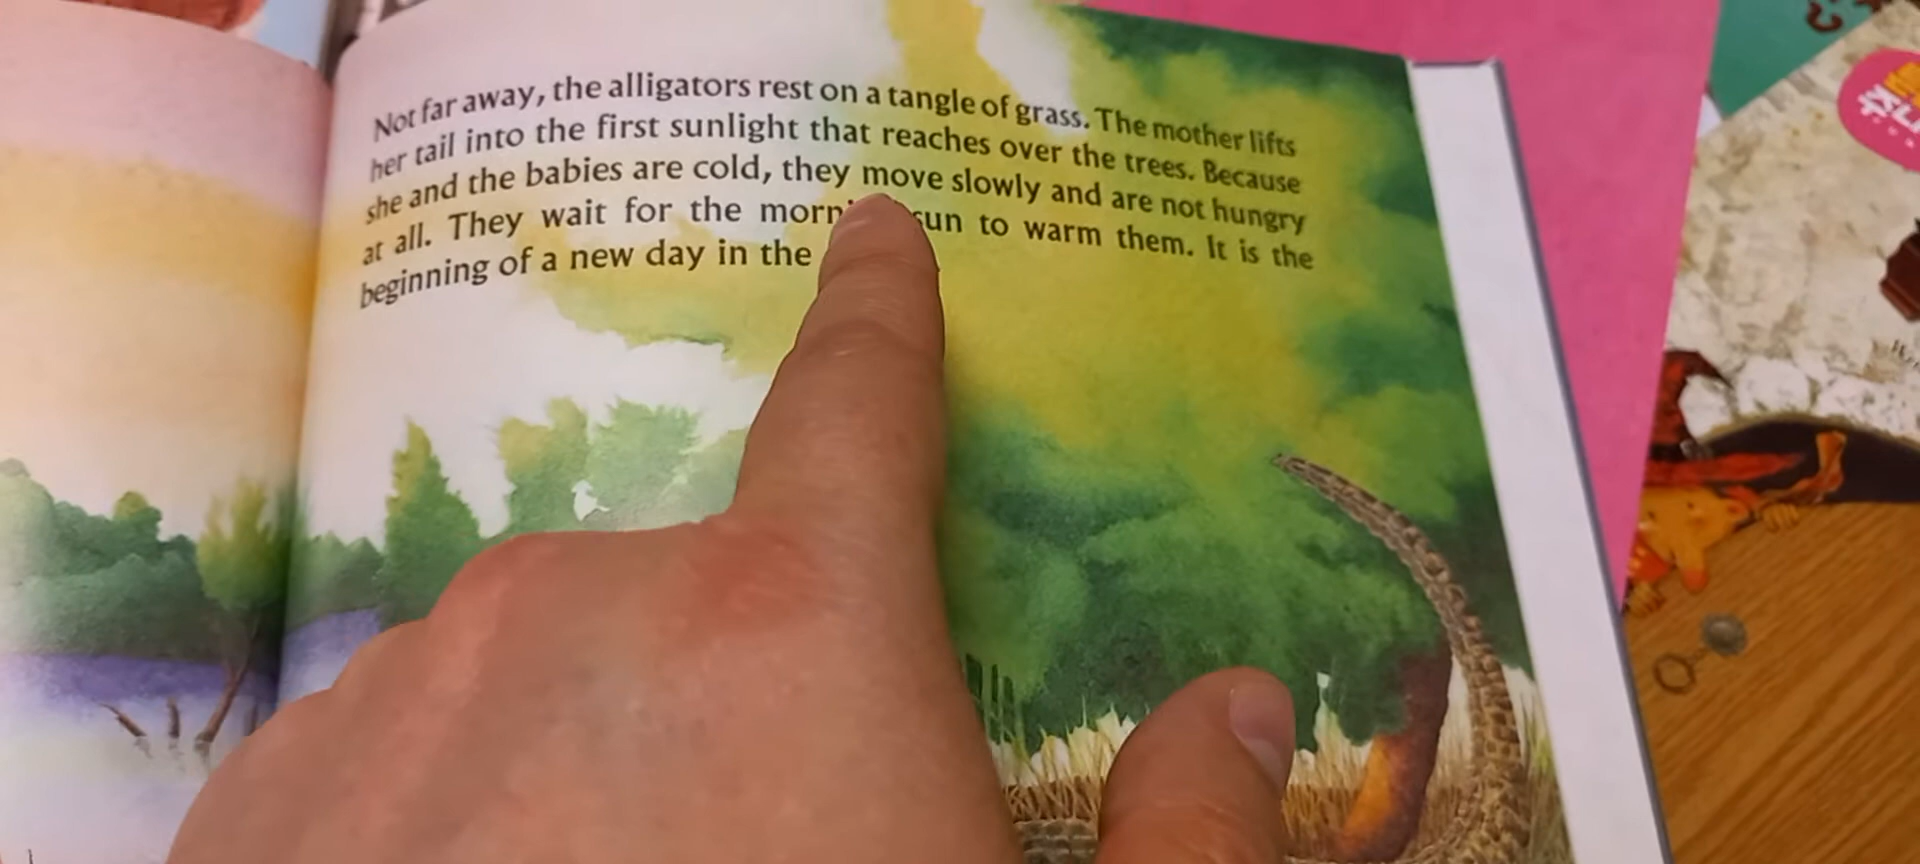 Not far away, the alligators rest on a tangle of grass. The mother lifts
her tail into the first sunlight that reaches over the trees. Because
she and the babies are cold, they move slowly and are not hungry
at all. They wait for the sun to warm them. It is the
beginning of a new day in the